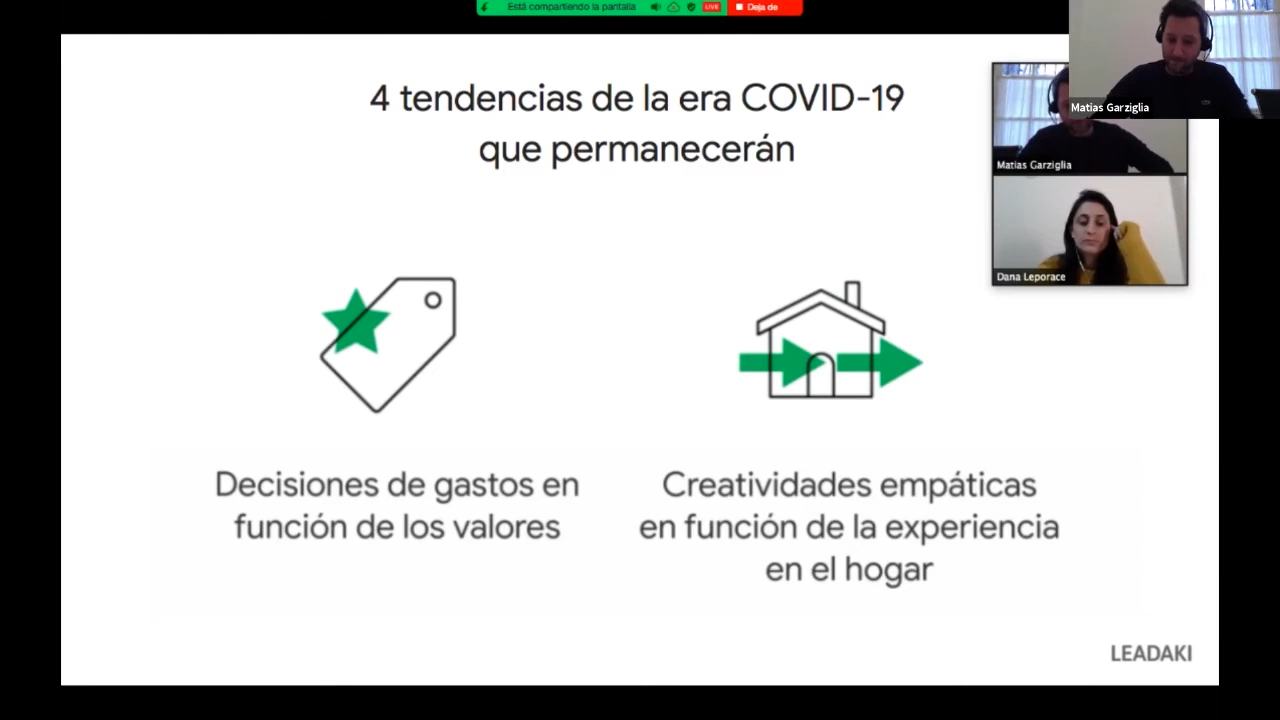 Está compartiendo la pantalla
LIVE
Deja de
4 tendencias de la era COVID-19
que permanecerán
Matias Garziglia
Matias Garziglia
Dana Leporace
Decisiones de gastos en
función de los valores
Creatividades empáticas
en función de la experiencia
en el hogar
LEADAKI